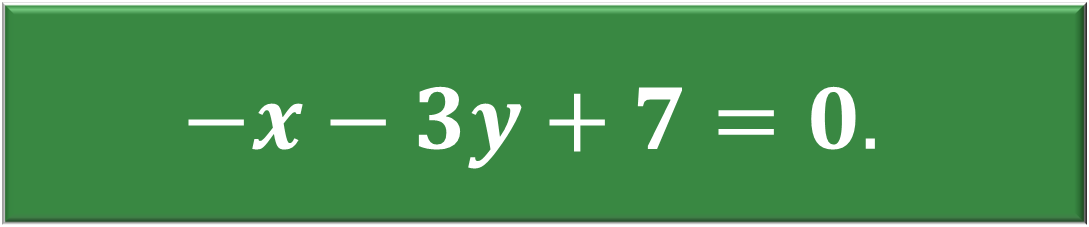 −x − 3y + 7 = 0.